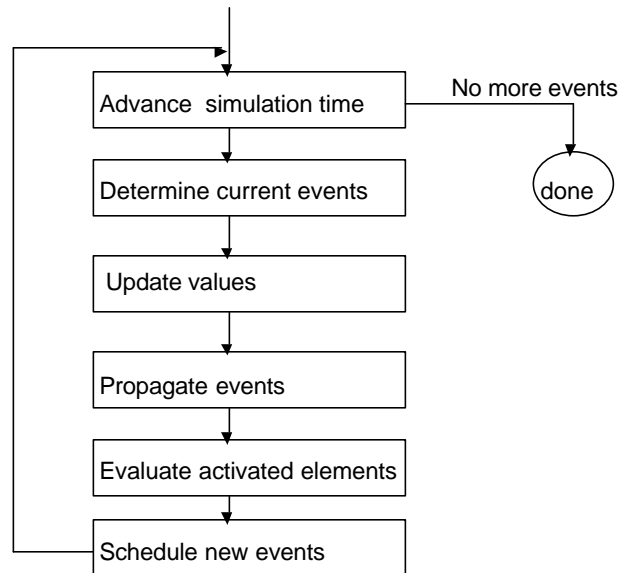 No more events
Advance simulation time
Determine current events
done
Update values
Propagate events
Evaluate activated elements
Schedule new events